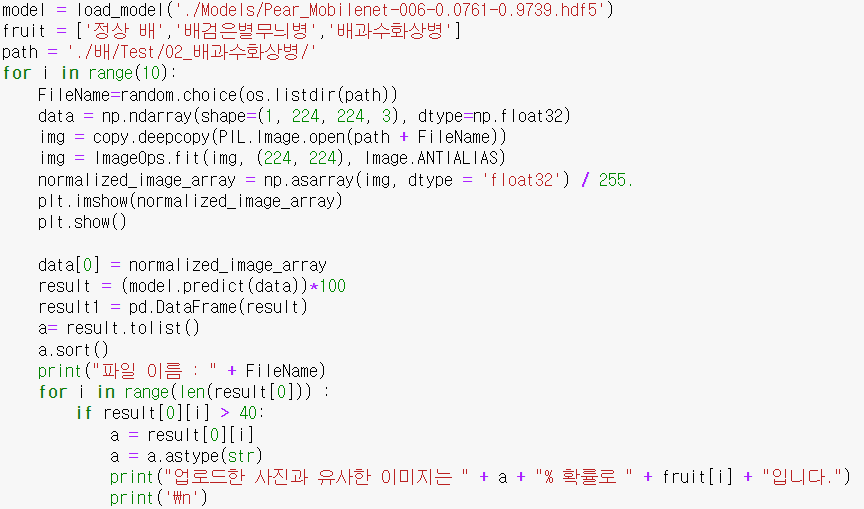 model = load_model('./Models/Pear_Mobilenet-006-0.0761-0.9739.hdf5')
fruit = ['정상 배','배검은별무늬병','배과수화상병']
path = './배/Test/02_배과수화상병/'
for i in range(10):
    FileName=random.choice(os.listdir(path))
    data = np.ndarray(shape=(1, 224, 224, 3), dtype=np.float32)
    img = copy.deepcopy(PIL.Image.open(path + FileName))
    img = ImageOps.fit(img, (224, 224), Image.ANTIALIAS)
    normalized_image_array = np.asarray(img, dtype = 'float32') / 255.
    plt.imshow(normalized_image_array)
    plt.show()

    data[0] = normalized_image_array
    result = (model.predict(data))*100
    result1 = pd.DataFrame(result)
    a= result.tolist()
    a.sort()
    print("파일 이름 : " + FileName)
    for i in range(len(result[0])) :
        if result[0][i] > 40:
            a = result[0][i]
            a = a.astype(str)
            print("업로드한 사진과 유사한 이미지는 " + a + "% 확률로 " + fruit[i] + "입니다.")
            print('₩n')